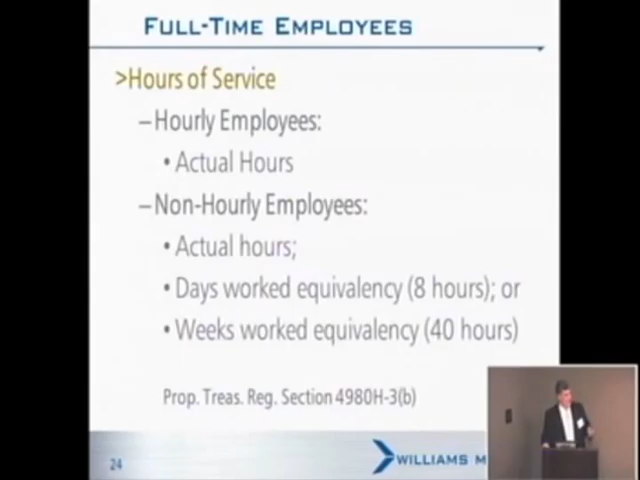 FULL-TIME EMPLOYEES
>Hours of Service
–Hourly Employees:
• Actual Hours
–Non-Hourly Employees:
• Actual hours;
• Days worked equivalency (8 hours); or
• Weeks worked equivalency (40 hours)
Prop. Treas. Reg. Section 4980H-3(b)
24
WILLIAMS M